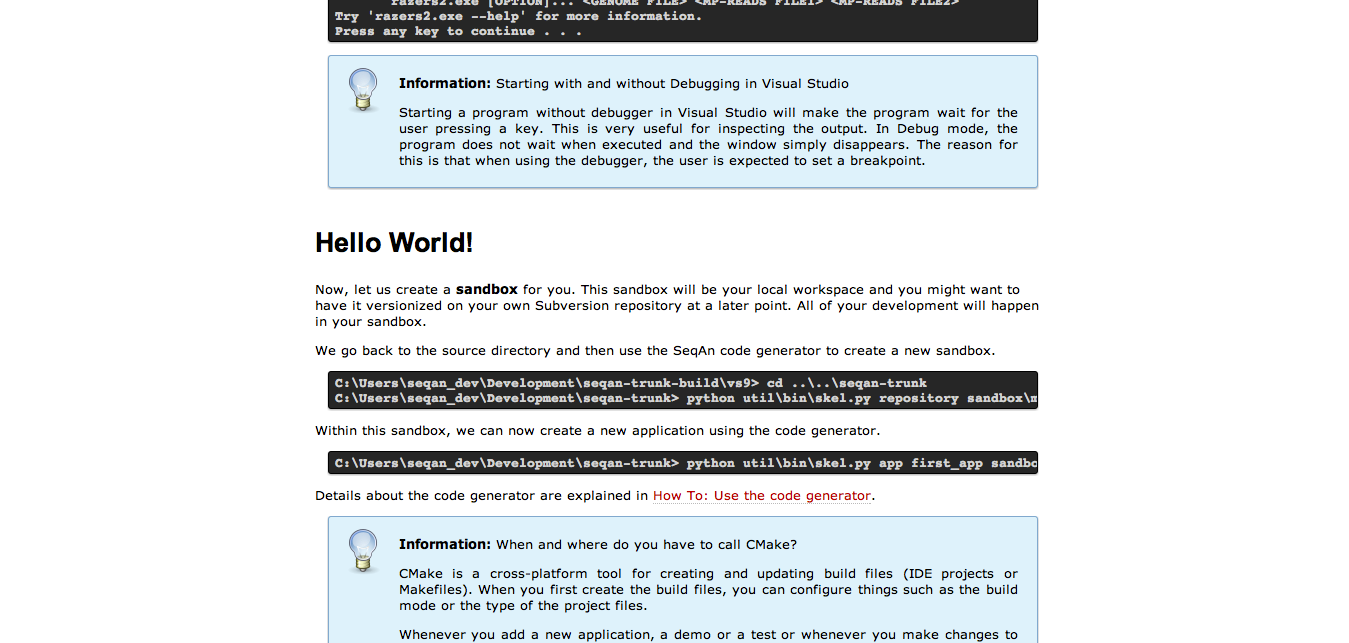 razers2.exe [OPTION]... <GENOME FILE> <MP-READS FILE1> <MP-READS FILE2>
Try 'razers2.exe --help' for more information.
Press any key to continue . . .
Information: Starting with and without Debugging in Visual Studio
Starting a program without debugger in Visual Studio will make the program wait for the
user pressing a key. This is very useful for inspecting the output. In Debug mode, the
program does not wait when executed and the window simply disappears. The reason for
this is that when using the debugger, the user is expected to set a breakpoint.
Hello World!
Now, let us create a sandbox for you. This sandbox will be your local workspace and you might want to
have it versionized on your own Subversion repository at a later point. All of your development will happen
in your sandbox.
We go back to the source directory and then use the SeqAn code generator to create a new sandbox.
C:\Users\seqan_dev\Development\seqan-trunk-build\vs9> cd ..\..\seqan-trunk
C:\Users\seqan_dev\Development\seqan-trunk> python util\bin\skel.py repository sandbox\m
Within this sandbox, we can now create a new application using the code generator.
C:\Users\seqan_dev\Development\seqan-trunk> python util\bin\skel.py app first_app sandbo
Details about the code generator are explained in How To: Use the code generator.
Information: When and where do you have to call CMake?
CMake is a cross-platform tool for creating and updating build files (IDE projects or
Makefiles). When you first create the build files, you can configure things such as the build
mode or the type of the project files.
Whenever you add a new application, a demo or a test or whenever you make changes to